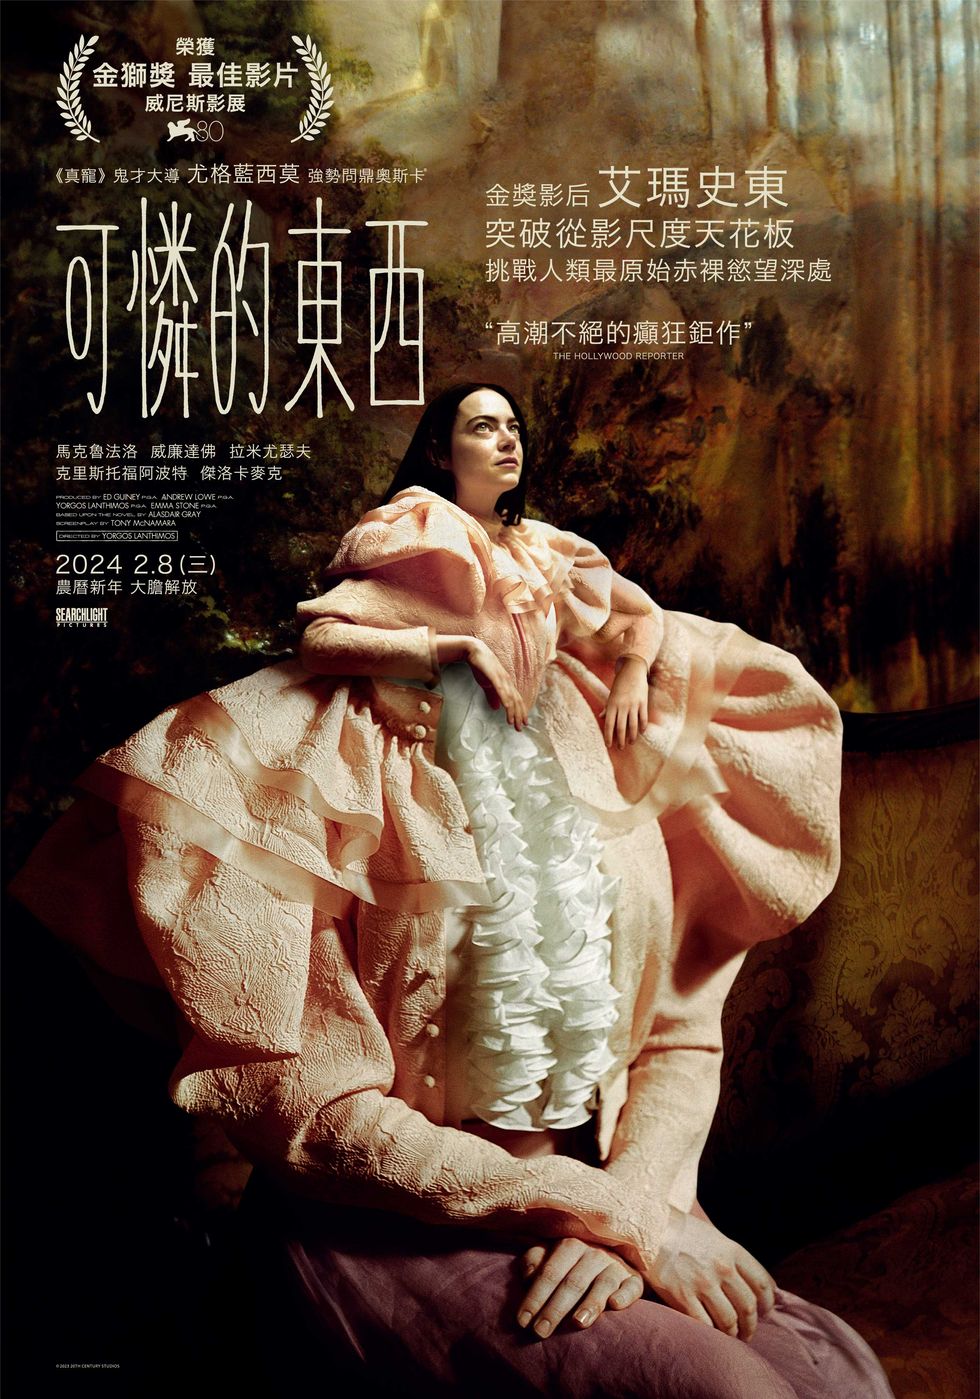 榮獲
金獅獎 最佳影片
威尼斯影展
80
《真寵》鬼才大導 尤格藍西莫 強勢問鼎奧斯卡
可憐的東西
金獎影后 艾瑪史東
突破從影尺度天花板
挑戰人類最原始赤裸慾望深處
“高潮不絕的癲狂鉅作”
THE HOLLYWOOD REPORTER
馬克魯法洛 威廉達佛 拉米尤瑟夫
克里斯托福阿波特 傑洛卡麥克
PRODUCED BY ED GUINEY P.G.A. ANDREW LOWE P.G.A.
YORGOS LANTHIMOS P.G.A. EMMA STONE P.G.A.
BASED UPON THE NOVEL BY ALASDAIR GRAY
SCREENPLAY BY TONY McNAMARA
DIRECTED BY YORGOS LANTHIMOS
2024 2.8 (三)
農曆新年 大膽解放
SEARCHLIGHT
PICTURES
© 2023 20TH CENTURY STUDIOS